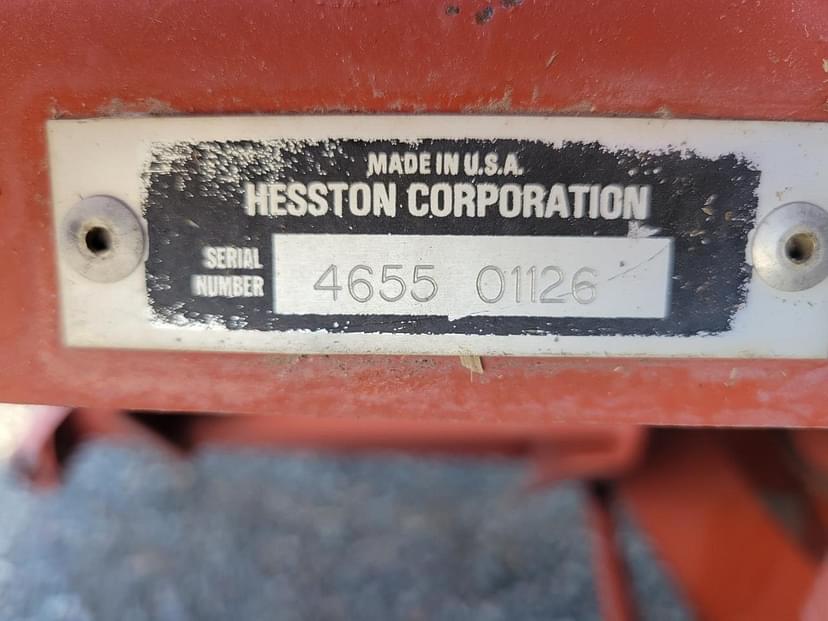 MADE IN U.S.A.
HESSTON CORPORATION
SERIAL
NUMBER
4655 01126